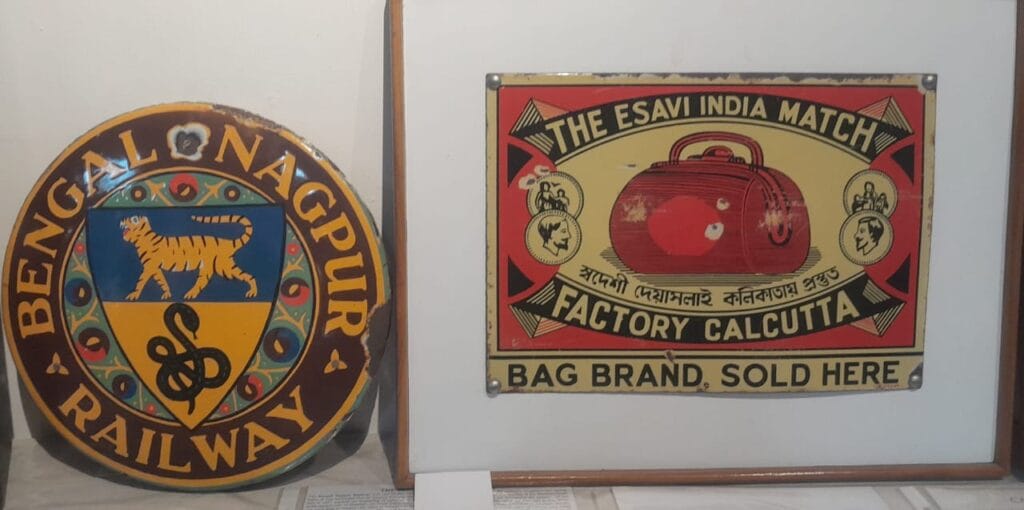 BENGAL NAGPUR
RAILWAY
THE ESAVI INDIA MATCH
স্বদেশী দেয়াসলাই কলিকাতায় প্রস্তুত
FACTORY CALCUTTA
BAG BRAND, SOLD HERE